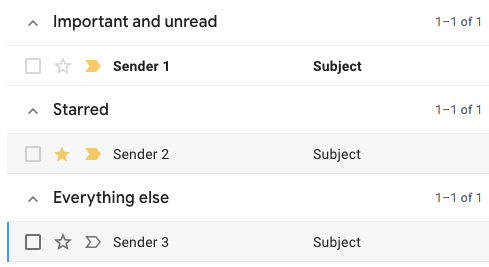 Important and unread 1–1 of 1
Sender 1 Subject
Starred 1–1 of 1
Sender 2 Subject
Everything else 1–1 of 1
Sender 3 Subject